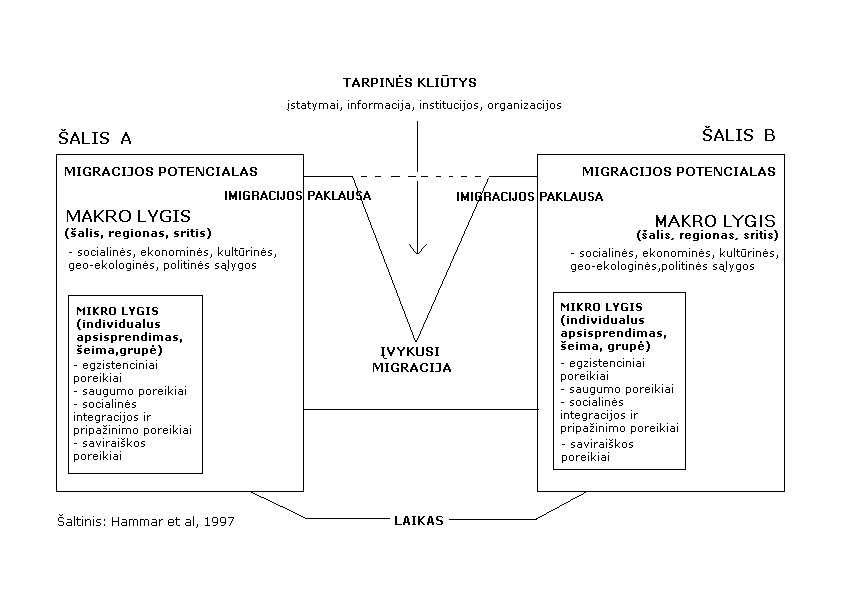 TARPINĖS KLIŪTYS
įstatymai, informacija, institucijos, organizacijos
ŠALIS A
MIGRACIJOS POTENCIALAS
IMIGRACIJOS PAKLAUSA
MAKRO LYGIS
(šalis, regionas, sritis)
- socialinės, ekonominės, kultūrinės,
geo-ekologinės, politinės sąlygos
MIKRO LYGIS
(individualus
apsisprendimas,
šeima,grupė)
- egzistenciniai
poreikiai
- saugumo poreikiai
- socialinės
integracijos ir
pripažinimo poreikiai
- saviraiškos
poreikiai
ĮVYKUSI
MIGRACIJA
ŠALIS B
MIGRACIJOS POTENCIALAS
IMIGRACIJOS PAKLAUSA
MAKRO LYGIS
(šalis, regionas, sritis)
- socialinės, ekonominės, kultūrinės,
geo-ekologinės,politinės sąlygos
MIKRO LYGIS
(individualus
apsisprendimas,
šeima, grupė)
- egzistenciniai
poreikiai
- saugumo poreikiai
- socialinės
integracijos ir
pripažinimo poreikiai
- saviraiškos
poreikiai
LAIKAS
Šaltinis: Hammar et al, 1997